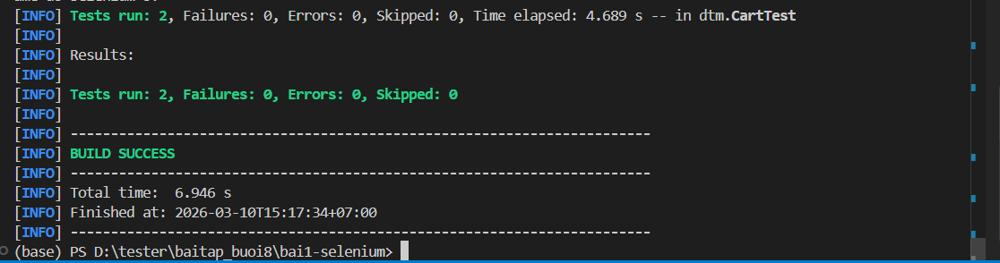 [INFO] Tests run: 2, Failures: 0, Errors: 0, Skipped: 0, Time elapsed: 4.689 s -- in dtm.CartTest
[INFO]
[INFO] Results:
[INFO]
[INFO] Tests run: 2, Failures: 0, Errors: 0, Skipped: 0
[INFO]
[INFO] ------------------------------------------------------------------------
[INFO] BUILD SUCCESS
[INFO] ------------------------------------------------------------------------
[INFO] Total time:  6.946 s
[INFO] Finished at: 2026-03-10T15:17:34+07:00
[INFO] ------------------------------------------------------------------------
(base) PS D:\tester\baitap_buoi8\bai1-selenium>